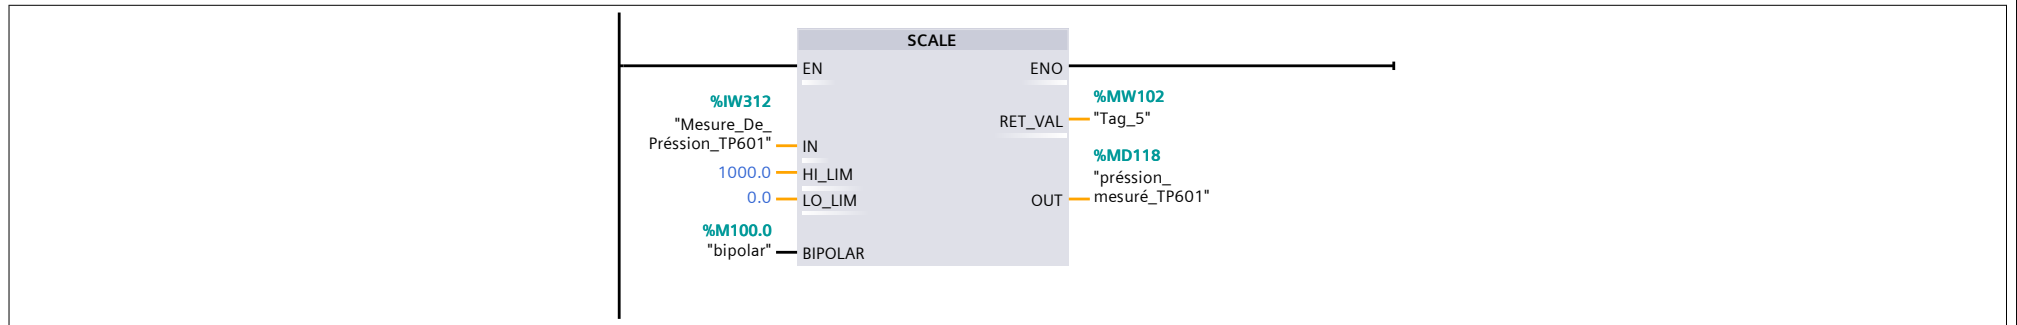 SCALE
EN
ENO
%IW312
"Mesure_De_
Préssion_TP601"
IN
1000.0
HI_LIM
0.0
LO_LIM
%M100.0
"bipolar"
BIPOLAR
%MW102
RET_VAL
"Tag_5"
%MD118
"préssion_
mesuré_TP601"
OUT